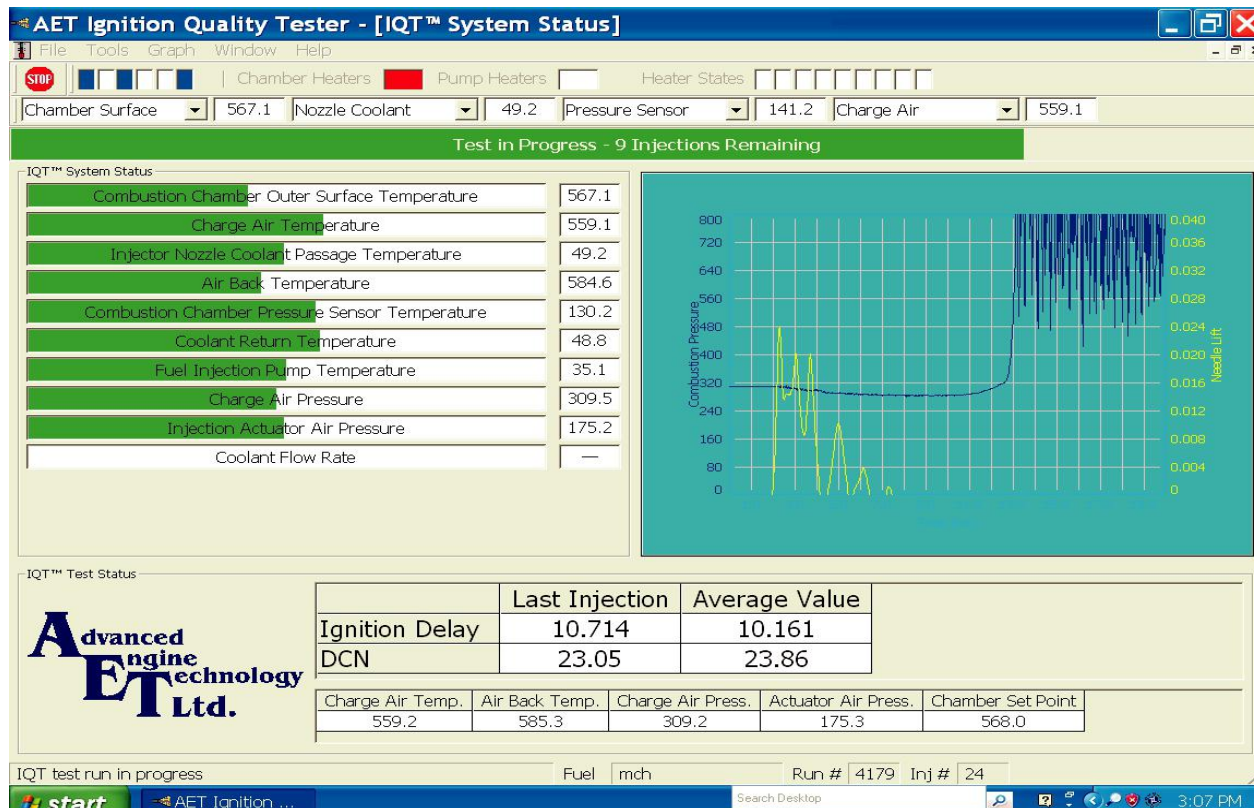 AET Ignition Quality Tester - [IQT™ System Status]
File Tools Graph Window Help
STOP | Chamber Heaters Pump Heaters Heater States
Chamber Surface 567.1 Nozzle Coolant 49.2 Pressure Sensor 141.2 Charge Air 559.1
Test in Progress - 9 Injections Remaining
IQT™ System Status
Combustion Chamber Outer Surface Temperature 567.1
Charge Air Temperature 559.1
Injector Nozzle Coolant Passage Temperature 49.2
Air Back Temperature 584.6
Combustion Chamber Pressure Sensor Temperature 130.2
Coolant Return Temperature 48.8
Fuel Injection Pump Temperature 35.1
Charge Air Pressure 309.5
Injection Actuator Air Pressure 175.2
Coolant Flow Rate —
Combustion Pressure
800
720
640
560
480
400
320
240
160
80
0
0.040
0.036
0.032
0.028
0.024
0.020
0.016
0.012
0.008
0.004
0
Needle Lift
IQT™ Test Status
Advanced
Engine
Technology
Ltd.
Last Injection Average Value
Ignition Delay 10.714 10.161
DCN 23.05 23.86
Charge Air Temp. Air Back Temp. Charge Air Press. Actuator Air Press. Chamber Set Point
559.2 585.3 309.2 175.3 568.0
IQT test run in progress Fuel mch Run # 4179 Inj # 24
start AET Ignition ... Search Desktop 3:07 PM